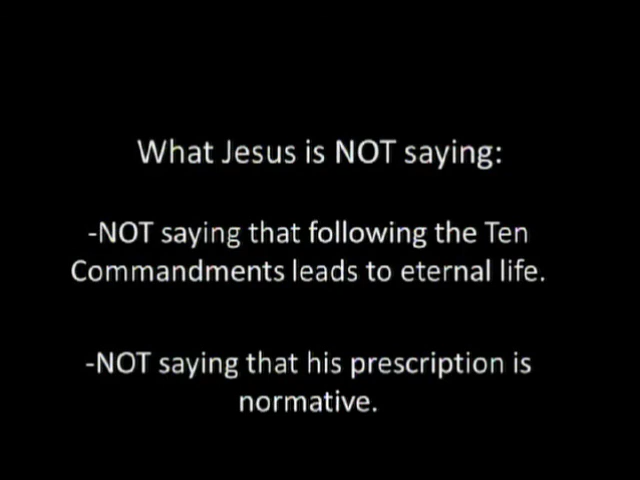 What Jesus is NOT saying:
-NOT saying that following the Ten
Commandments leads to eternal life.
-NOT saying that his prescription is
normative.